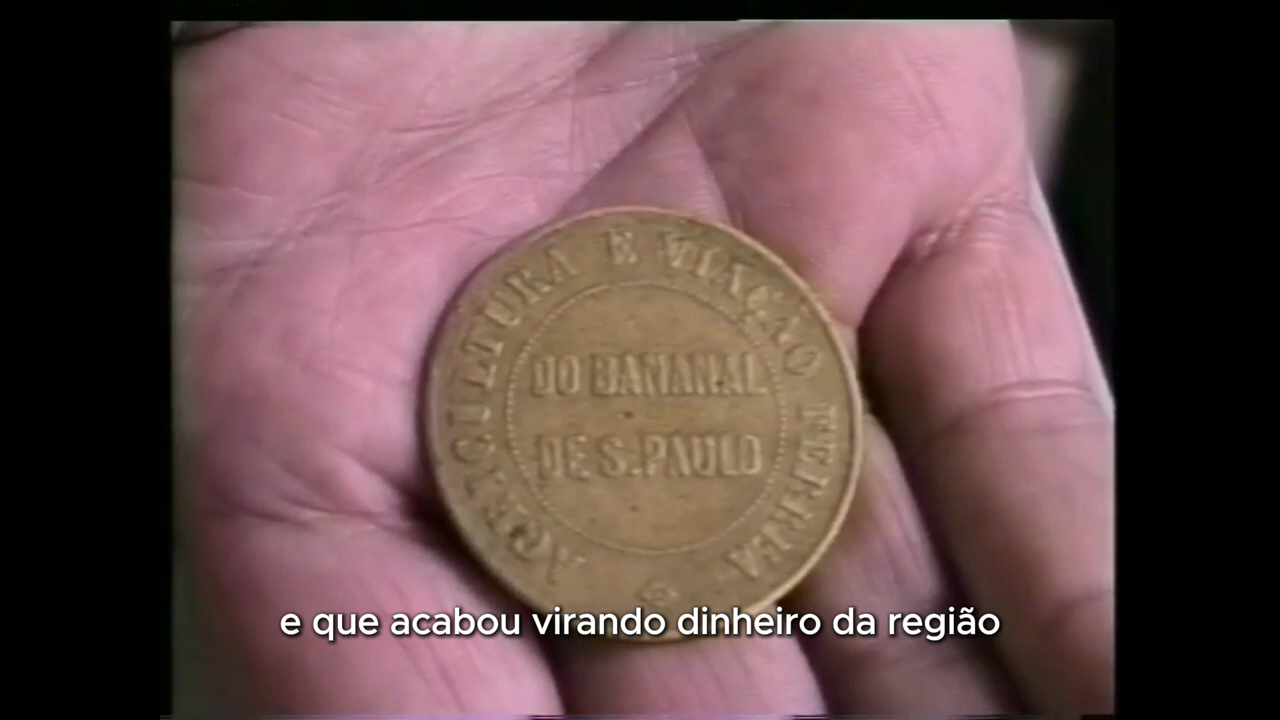 AGRICULTURA E VIAÇÃO FERREA
DO BANANAL
DE S. PAULO
e que acabou virando dinheiro da região